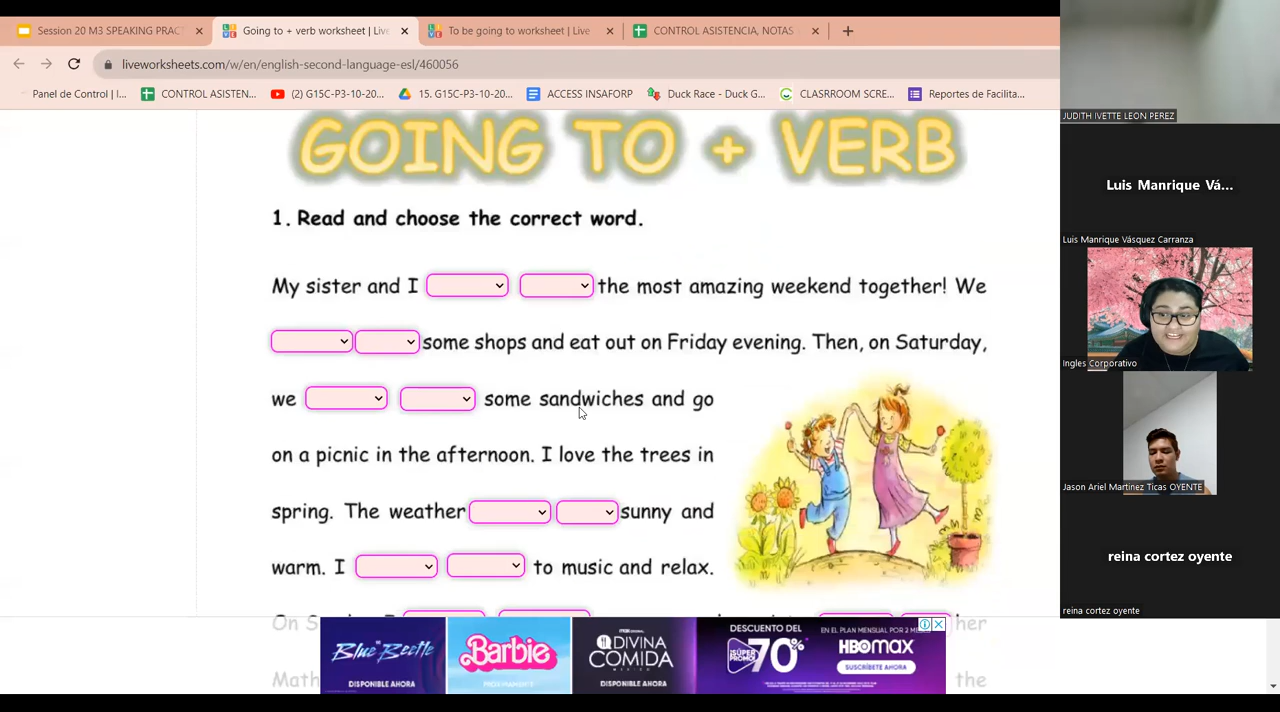 Session 20 M3 SPEAKING PRAC
Going to + verb worksheet | Live
To be going to worksheet | Live
CONTROL ASISTENCIA, NOTAS
liveworksheets.com/w/en/english-second-language-esl/460056
Panel de Control | I...
CONTROL ASISTEN...
(2) G15C-P3-10-20...
15. G15C-P3-10-20...
ACCESS INSAFORP
Duck Race - Duck G...
CLASRROOM SCRE...
Reportes de Facilita...
GOING TO + VERB
1. Read and choose the correct word.
My sister and I the most amazing weekend together! We
some shops and eat out on Friday evening. Then, on Saturday,
we some sandwiches and go
on a picnic in the afternoon. I love the trees in
spring. The weather sunny and
warm. I to music and relax.
Math
the
Blue Beetle
DISPONIBLE AHORA
Barbie
PRÓXIMAMENTE
DIVINA
COMIDA
DISPONIBLE AHORA
DESCUENTO DEL
¡SÚPER
PROMO!
70%
HBOMAX
SUSCRÍBETE AHORA
JUDITH IVETTE LEON PEREZ
Luis Manrique Vá...
Luis Manrique Vásquez Carranza
Ingles Corporativo
Jason Ariel Martinez Ticas OYENTE
reina cortez oyente
reina cortez oyente